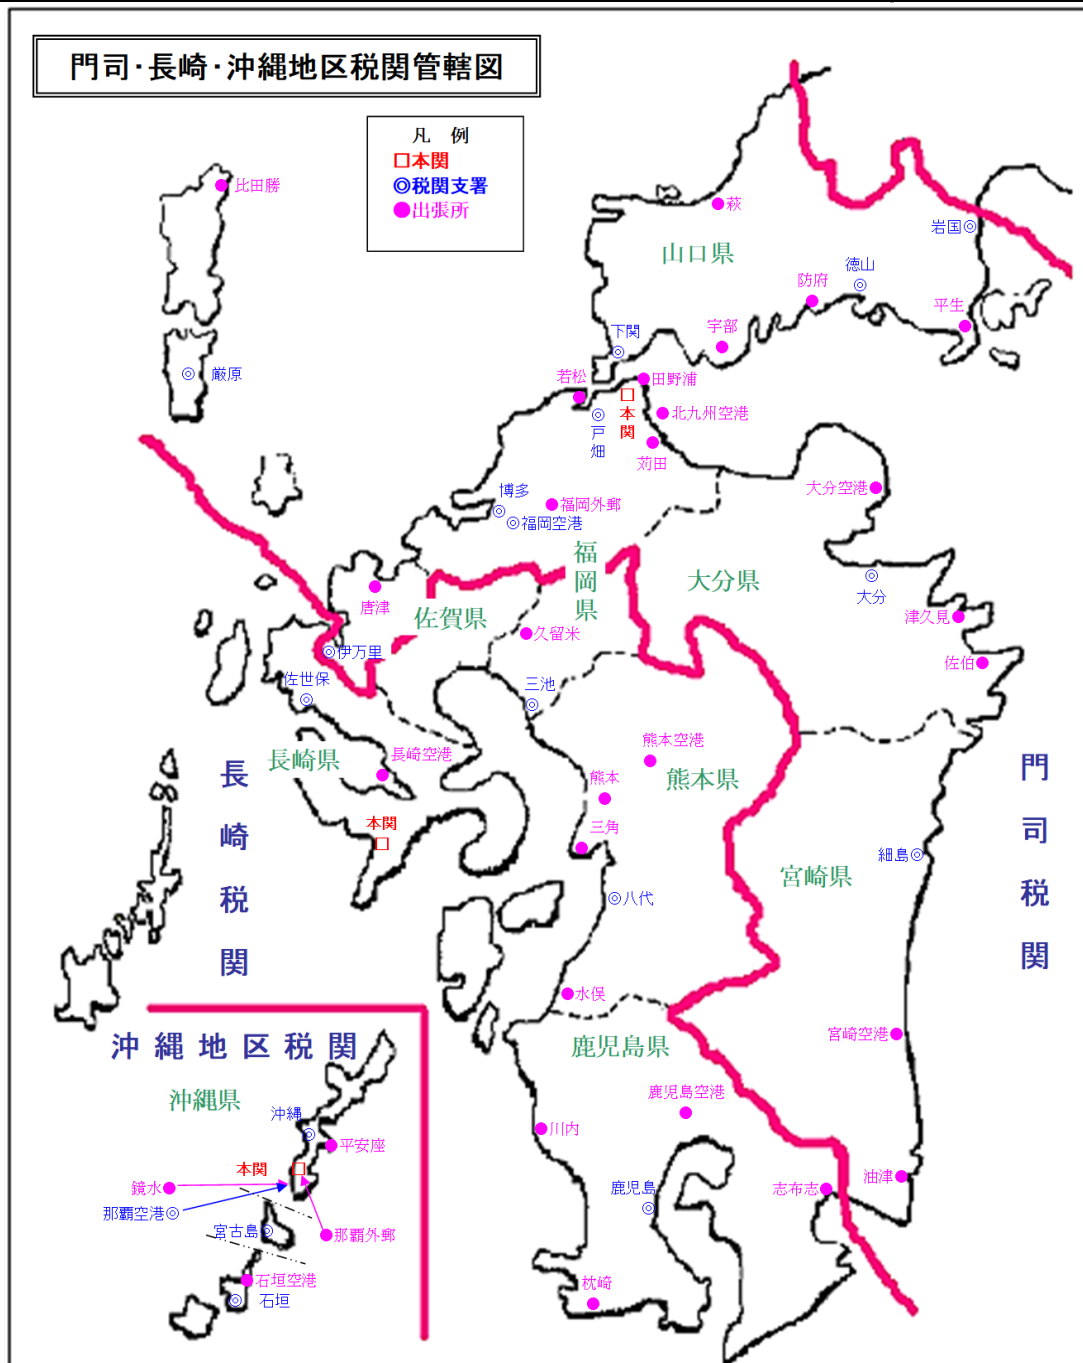 門司・長崎・沖縄地区税関管轄図
凡　例
□本関
◎税関支署
●出張所
比田勝
厳原
萩
山口県
岩国◎
徳山
防府
平生
宇部
下関
若松
田野浦
□本関
戸畑
北九州空港
苅田
大分空港
博多
福岡外郵
◎福岡空港
福岡県
大分県
大分
唐津
佐賀県
津久見
久留米
◎伊万里
佐伯
佐世保
三池
長崎県
長崎空港
熊本空港
熊本県
熊本
長崎税関
門司税関
本関
□
三角
細島◎
宮崎県
◎八代
水俣
宮崎空港
鹿児島県
沖縄地区税関
沖縄県
鹿児島空港
沖縄
川内
平安座
本関
□
鏡水
那覇空港◎
鹿児島
志布志
油津
宮古島
那覇外郵
石垣空港
石垣
枕崎